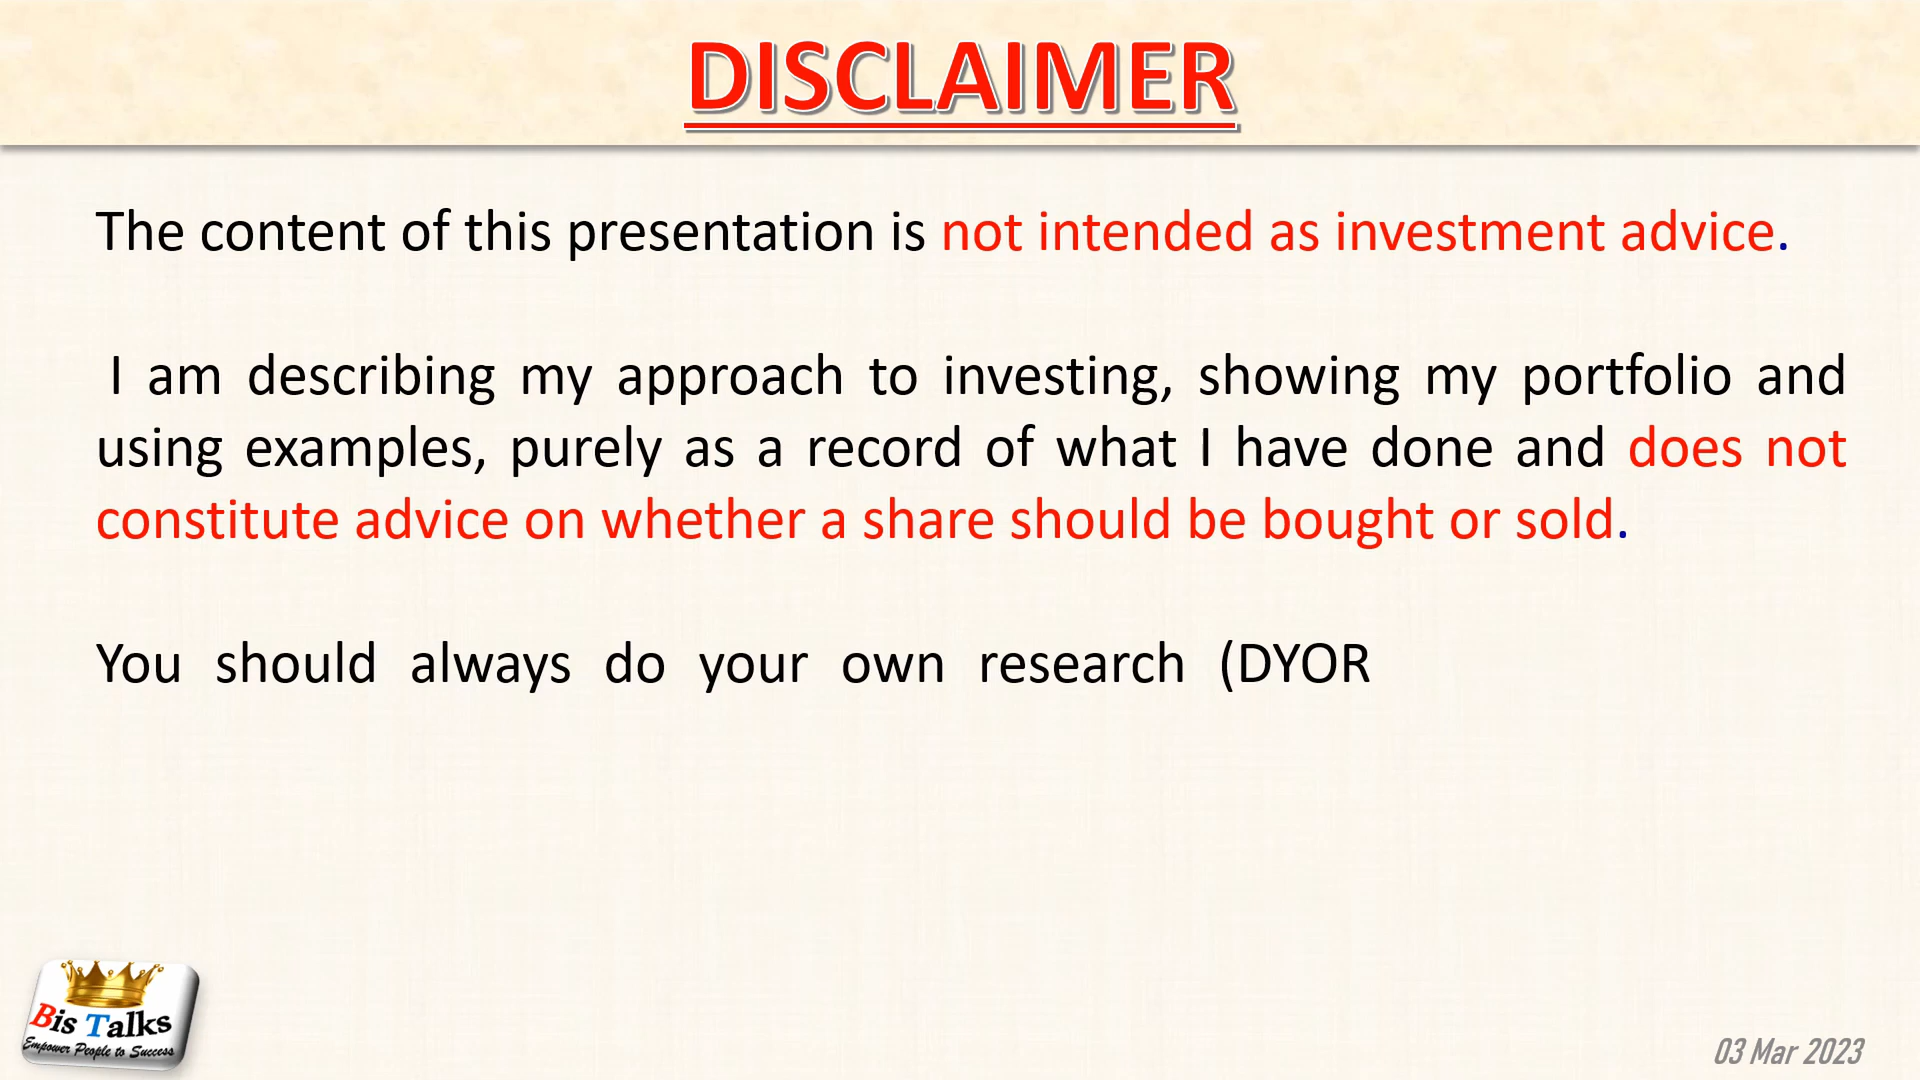 DISCLAIMER
The content of this presentation is not intended as investment advice.
I am describing my approach to investing, showing my portfolio and
using examples, purely as a record of what I have done and does not
constitute advice on whether a share should be bought or sold.
You should always do your own research (DYOR
Bis Talks
Empower People to Success
03 Mar 2023